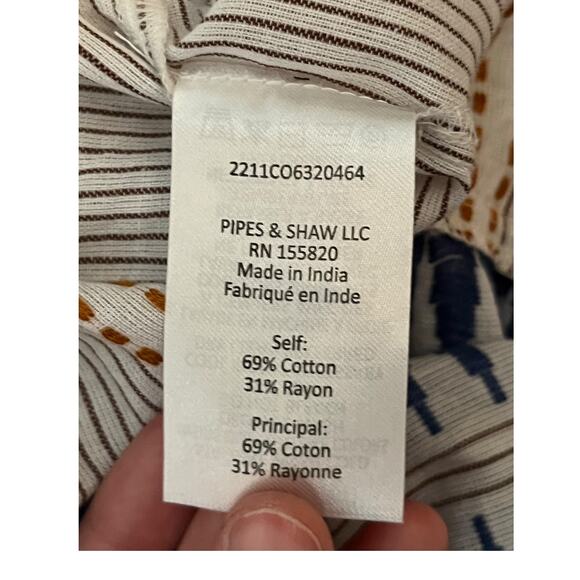 2211CO6320464
PIPES & SHAW LLC
RN 155820
Made in India
Fabriqué en Inde
Self:
69% Cotton
31% Rayon
Principal:
69% Coton
31% Rayonne